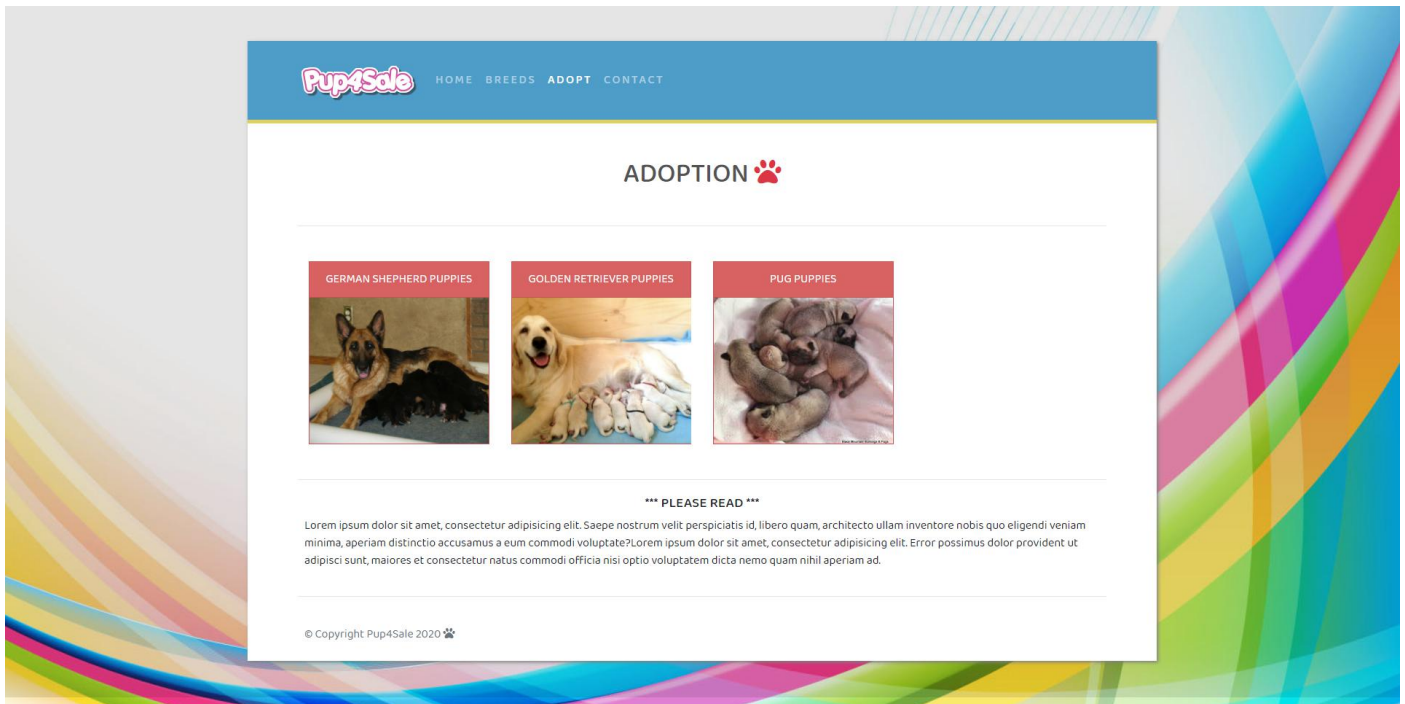 Pup4Sale HOME BREEDS ADOPT CONTACT
ADOPTION
GERMAN SHEPHERD PUPPIES
GOLDEN RETRIEVER PUPPIES
PUG PUPPIES
*** PLEASE READ ***
Lorem ipsum dolor sit amet, consectetur adipisicing elit. Saepe nostrum velit perspiciatis id, libero quam, architecto ullam inventore nobis quo eligendi veniam
minima, aperiam distinctio accusamus a eum commodi voluptate?Lorem ipsum dolor sit amet, consectetur adipisicing elit. Error possimus dolor provident ut
adipisci sunt, maiores et consectetur natus commodi officia nisi optio voluptatem dicta nemo quam nihil aperiam ad.
© Copyright Pup4Sale 2020